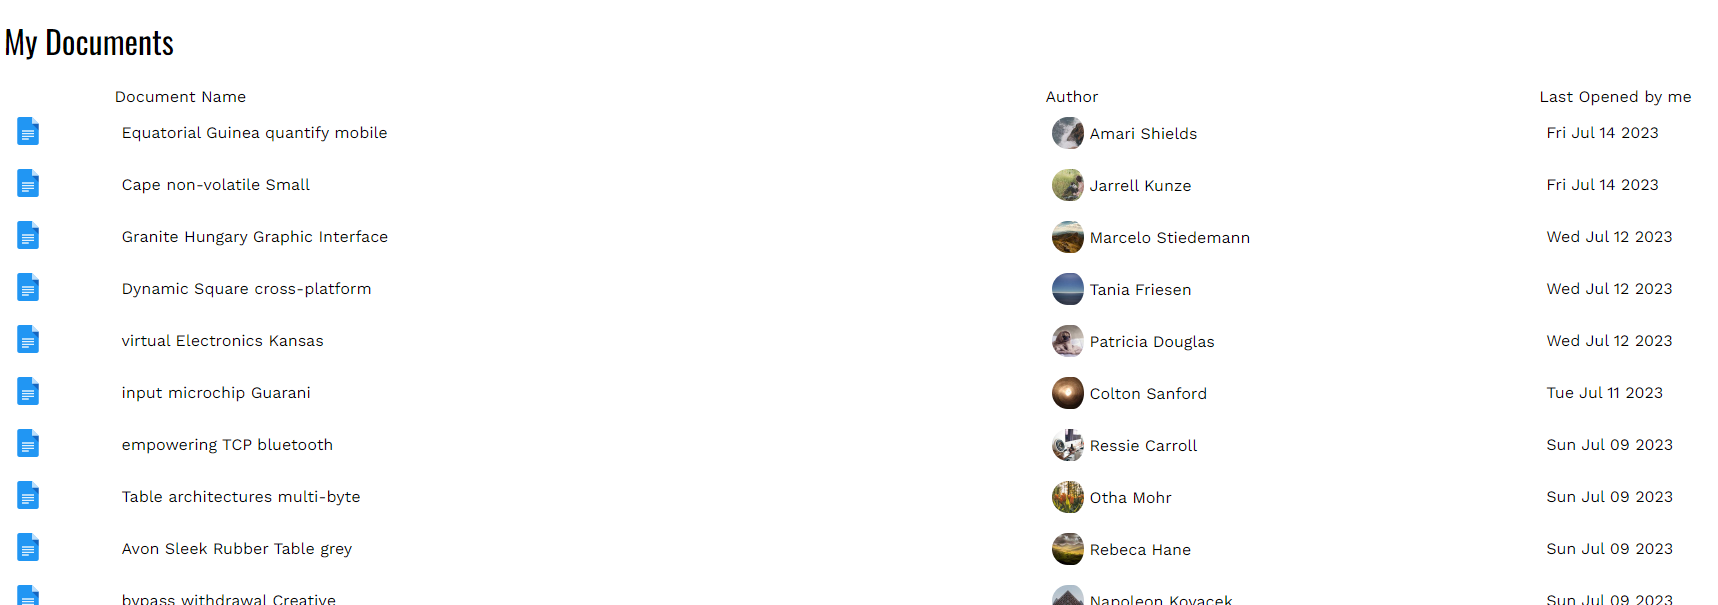 My Documents
Document Name Author Last Opened by me
Equatorial Guinea quantify mobile Amari Shields Fri Jul 14 2023
Cape non-volatile Small Jarrell Kunze Fri Jul 14 2023
Granite Hungary Graphic Interface Marcelo Stiedemann Wed Jul 12 2023
Dynamic Square cross-platform Tania Friesen Wed Jul 12 2023
virtual Electronics Kansas Patricia Douglas Wed Jul 12 2023
input microchip Guarani Colton Sanford Tue Jul 11 2023
empowering TCP bluetooth Ressie Carroll Sun Jul 09 2023
Table architectures multi-byte Otha Mohr Sun Jul 09 2023
Avon Sleek Rubber Table grey Rebeca Hane Sun Jul 09 2023
bypass withdrawal Creative Napoleon Kovacek Sun Jul 09 2023